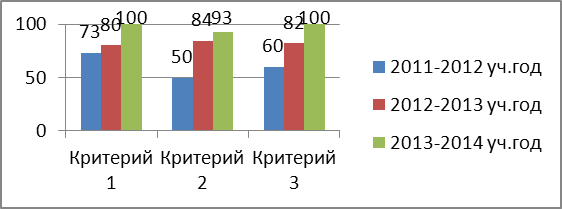 100
50
0
73 80 100
50 84 93
60 82 100
Критерий 1
Критерий 2
Критерий 3
2011-2012 уч.год
2012-2013 уч.год
2013-2014 уч.год